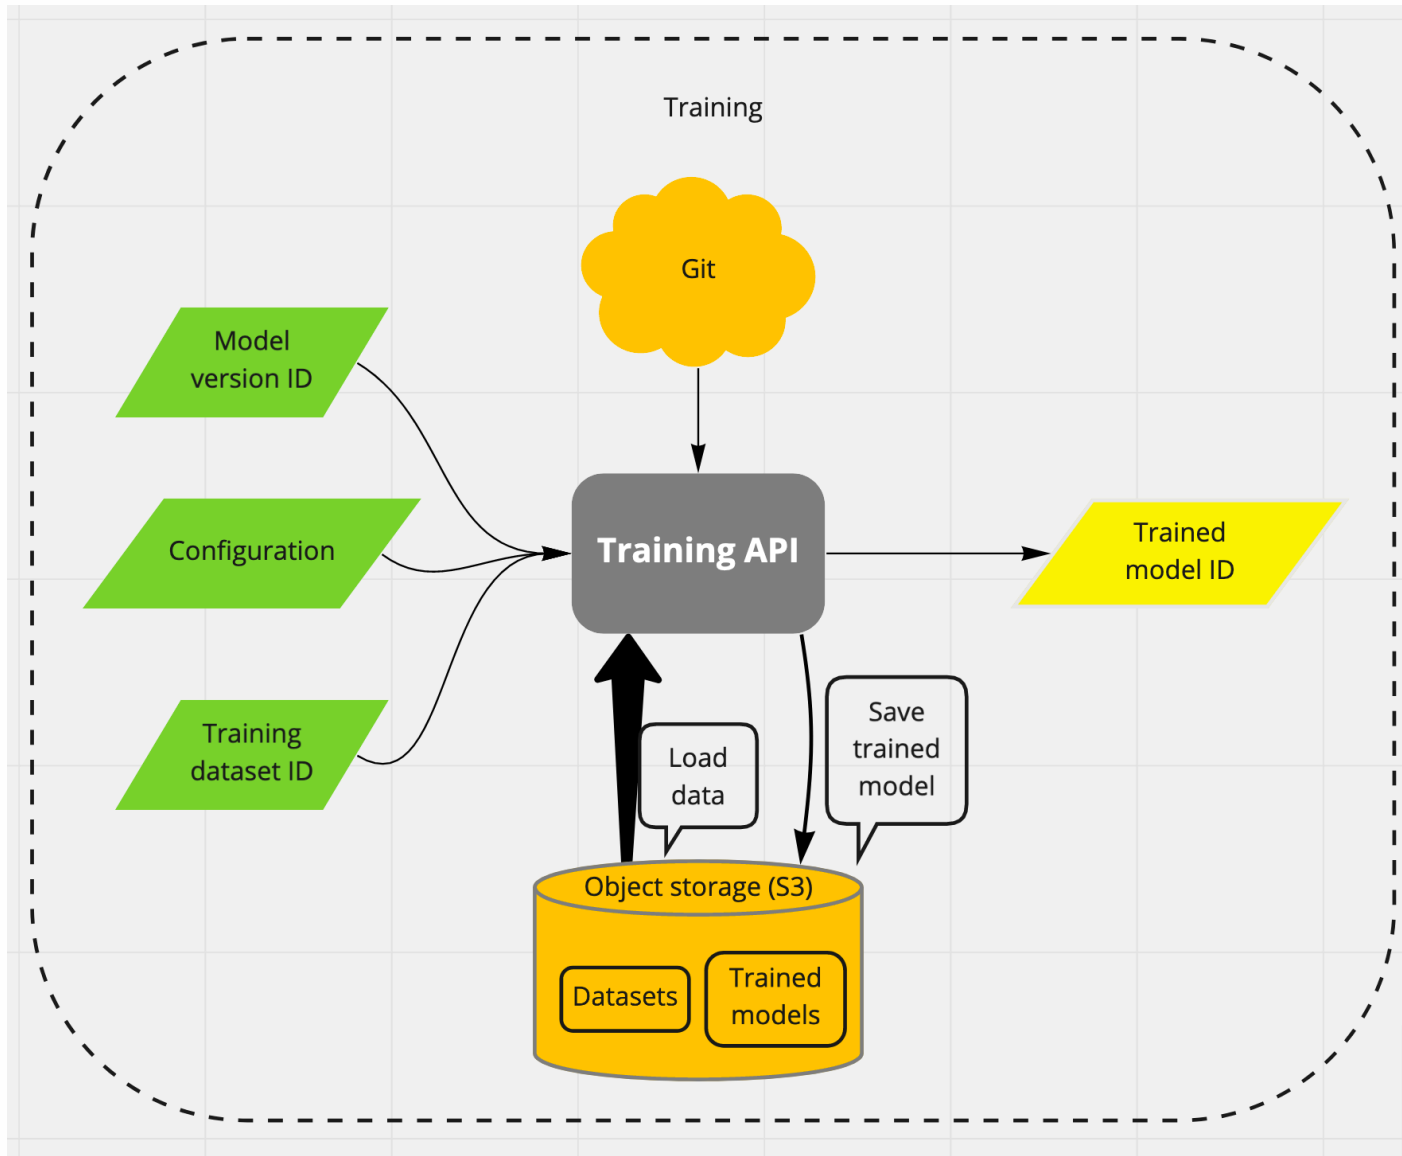 Training
Git
Model
version ID
Configuration
Training API
Trained
model ID
Training
dataset ID
Load
data
Save
trained
model
Object storage (S3)
Datasets
Trained
models